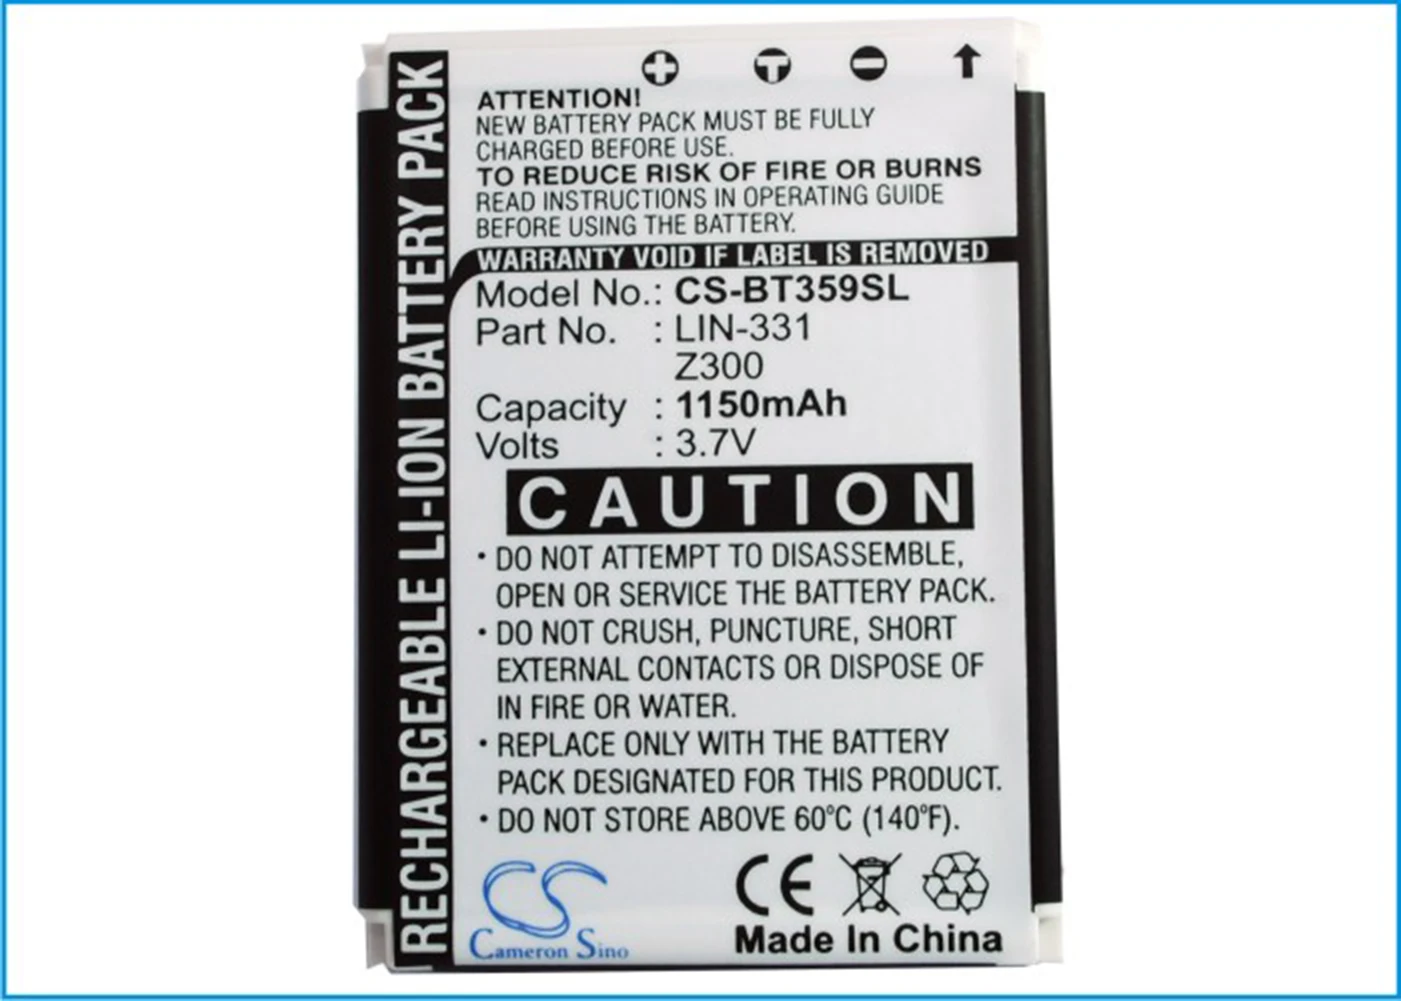 RECHARGEABLE LI-ION BATTERY PACK
ATTENTION!
NEW BATTERY PACK MUST BE FULLY
CHARGED BEFORE USE.
TO REDUCE RISK OF FIRE OR BURNS
READ INSTRUCTIONS IN OPERATING GUIDE
BEFORE USING THE BATTERY.
WARRANTY VOID IF LABEL IS REMOVED
Model No.: CS-BT359SL
Part No. : LIN-331
Z300
Capacity : 1150mAh
Volts : 3.7V
CAUTION
• DO NOT ATTEMPT TO DISASSEMBLE,
OPEN OR SERVICE THE BATTERY PACK.
• DO NOT CRUSH, PUNCTURE, SHORT
EXTERNAL CONTACTS OR DISPOSE OF
IN FIRE OR WATER.
• REPLACE ONLY WITH THE BATTERY
PACK DESIGNATED FOR THIS PRODUCT.
• DO NOT STORE ABOVE 60°C (140°F).
CS
Cameron Sino
CE
Made In China